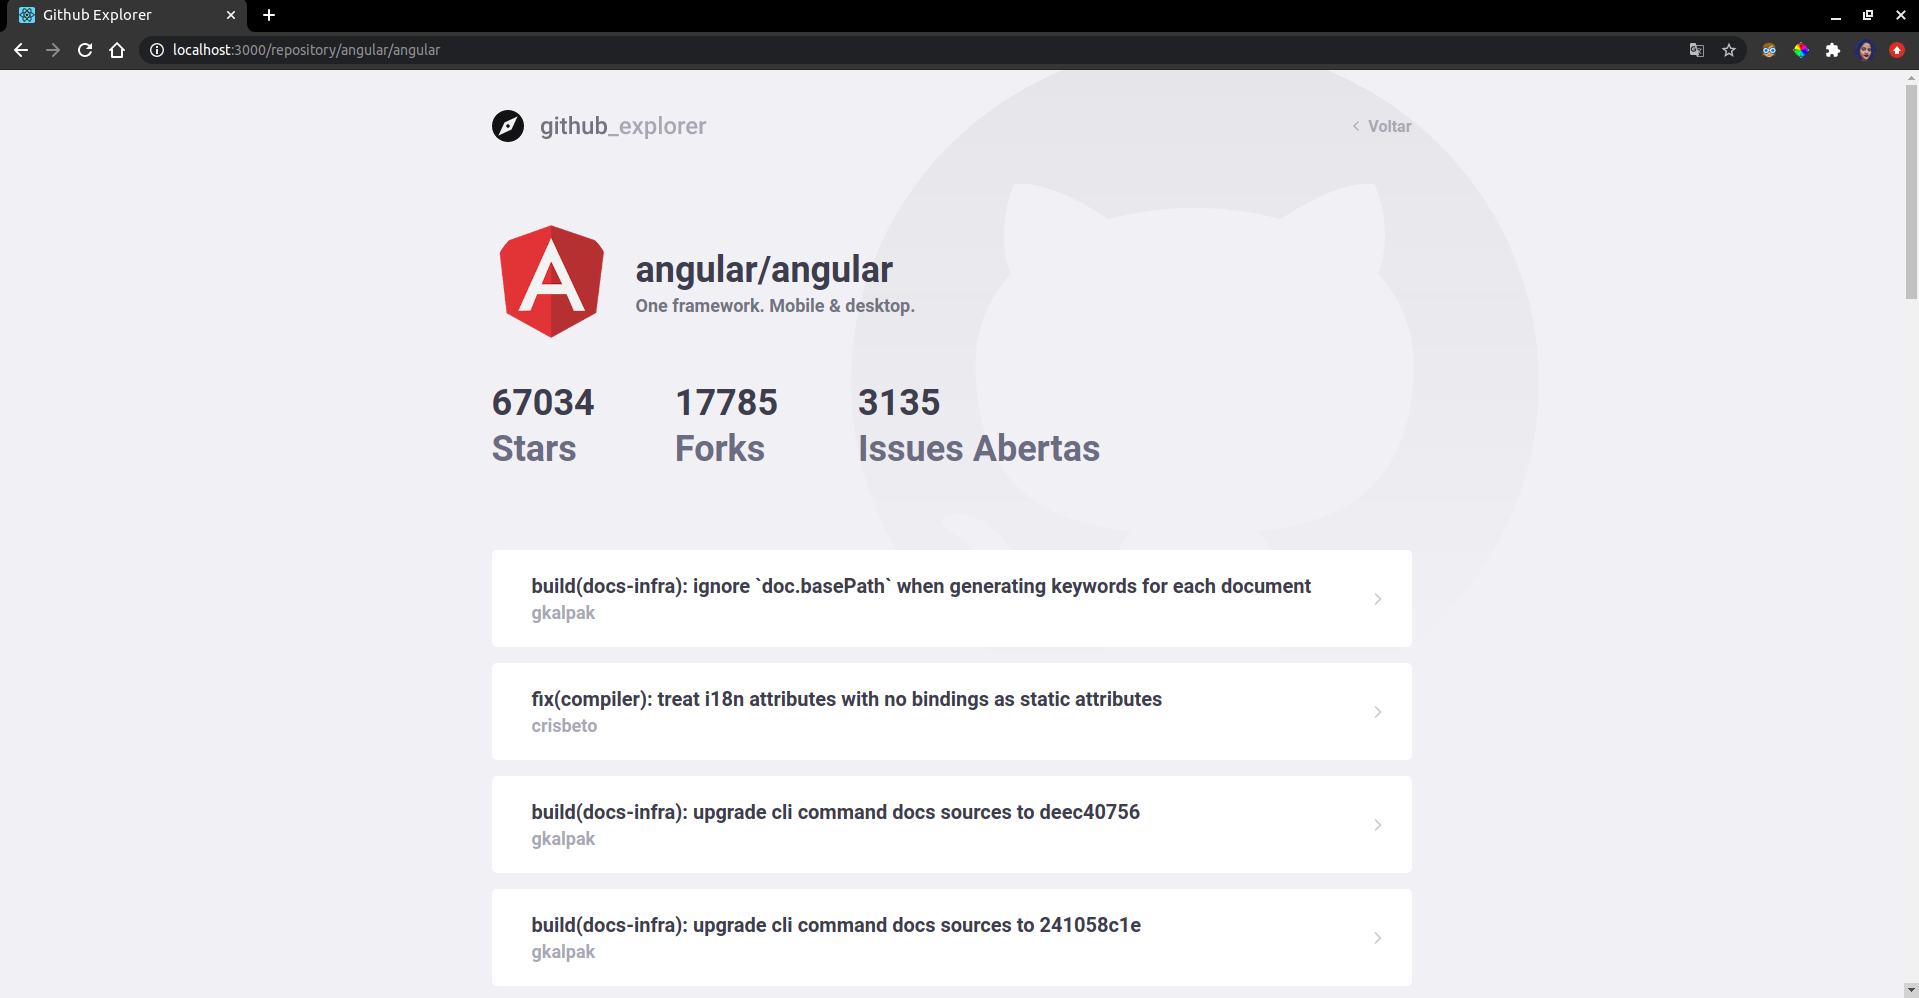 Github Explorer
localhost:3000/repository/angular/angular
github_explorer
Voltar
angular/angular
One framework. Mobile & desktop.
67034 17785 3135
Stars Forks Issues Abertas
build(docs-infra): ignore `doc.basePath` when generating keywords for each document
gkalpak
fix(compiler): treat i18n attributes with no bindings as static attributes
crisbeto
build(docs-infra): upgrade cli command docs sources to deec40756
gkalpak
build(docs-infra): upgrade cli command docs sources to 241058c1e
gkalpak